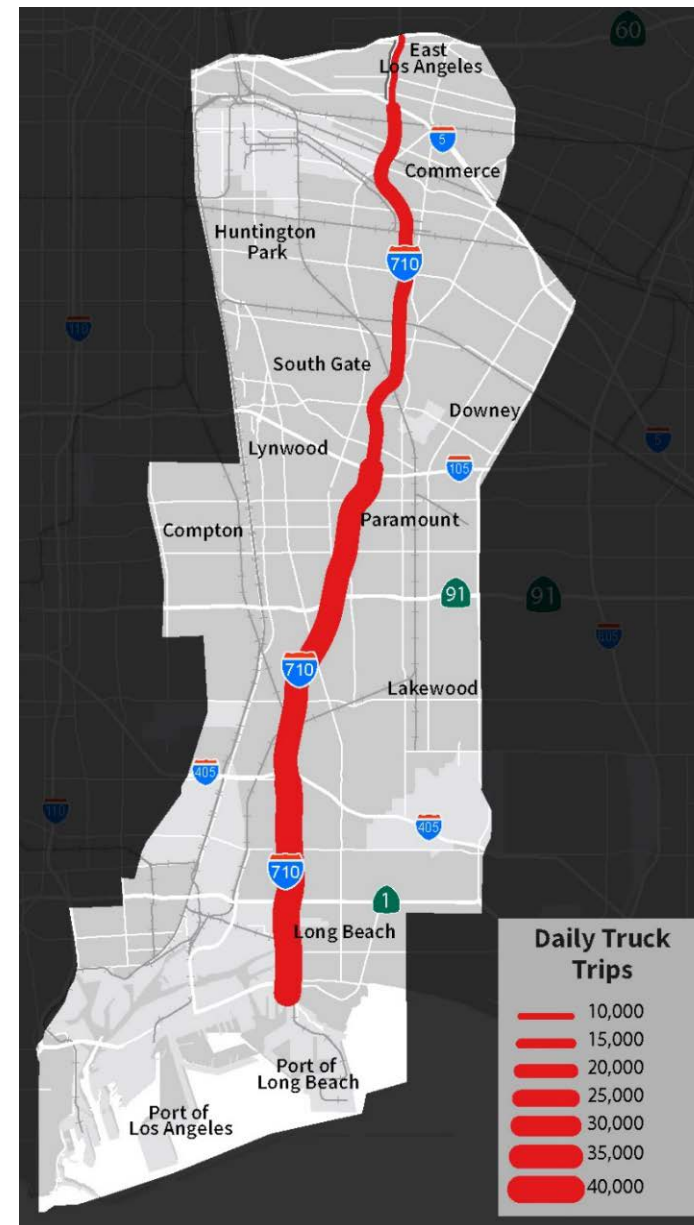 60
East
Los Angeles
5
Commerce
Huntington
Park
710
110
South Gate
Downey
5
Lynwood
105
Compton
Paramount
91
91
605
710
Lakewood
405
110
405
710
1
Long Beach
Daily Truck
Trips
10,000
15,000
20,000
25,000
30,000
35,000
40,000
Port of
Long Beach
Port of
Los Angeles